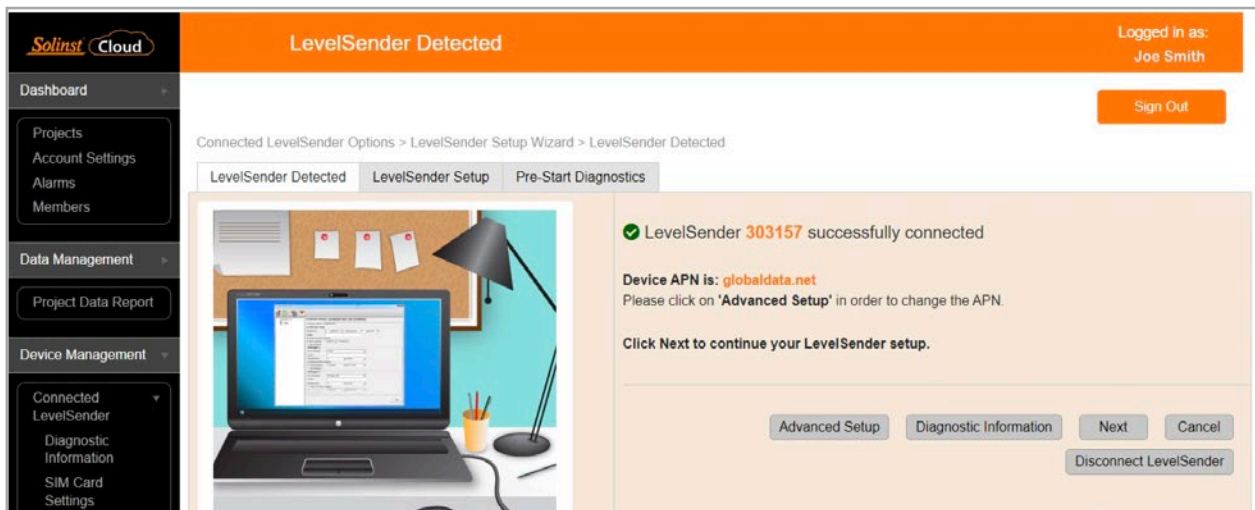 Solinst Cloud
LevelSender Detected
Logged in as:
Joe Smith
Sign Out
Dashboard
Projects
Account Settings
Alarms
Members
Data Management
Project Data Report
Device Management
Connected
LevelSender
Diagnostic
Information
SIM Card
Settings
Connected LevelSender Options > LevelSender Setup Wizard > LevelSender Detected
LevelSender Detected LevelSender Setup Pre-Start Diagnostics
LevelSender 303157 successfully connected
Device APN is: globaldata.net
Please click on 'Advanced Setup' in order to change the APN.
Click Next to continue your LevelSender setup.
Advanced Setup Diagnostic Information Next Cancel
Disconnect LevelSender